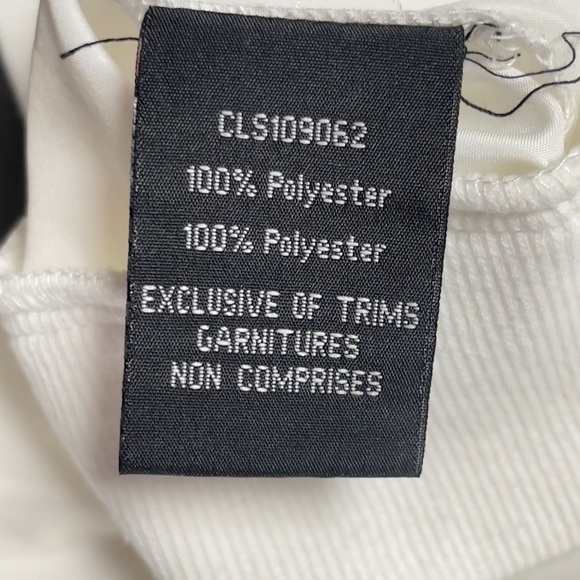 CLS109062
100% Polyester
100% Polyester
EXCLUSIVE OF TRIMS
GARNITURES
NON COMPRISES